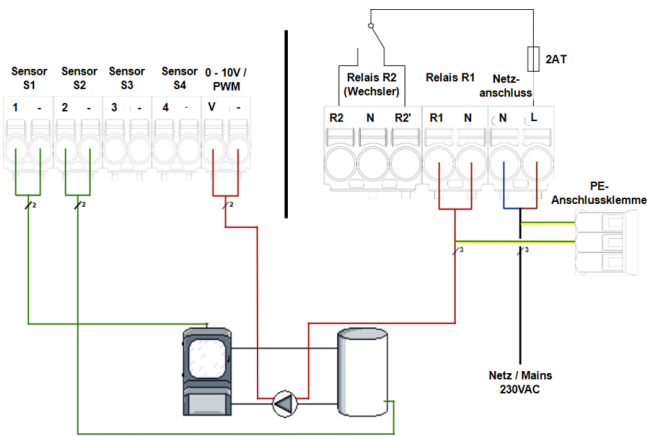 2AT
Sensor S1
Sensor S2
Sensor S3
Sensor S4
0 - 10V / PWM
Relais R2 (Wechsler)
Relais R1
Netz-
anschluss
1 - 2 - 3 - 4 - V -
R2 N R2' R1 N N L
PE-
Anschlussklemme
2 2 2 3 3
Netz / Mains
230VAC